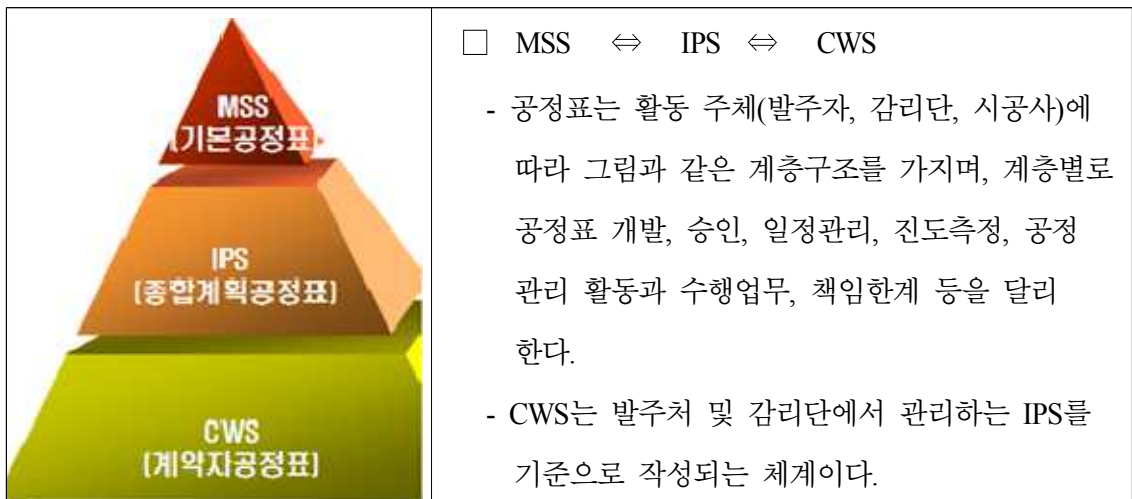 MSS
(기본공정표)
IPS
(종합계획공정표)
CWS
(계약자공정표)
□ MSS ⇔ IPS ⇔ CWS
- 공정표는 활동 주체(발주자, 감리단, 시공사)에
따라 그림과 같은 계층구조를 가지며, 계층별로
공정표 개발, 승인, 일정관리, 진도측정, 공정
관리 활동과 수행업무, 책임한계 등을 달리
한다.
- CWS는 발주처 및 감리단에서 관리하는 IPS를
기준으로 작성되는 체계이다.